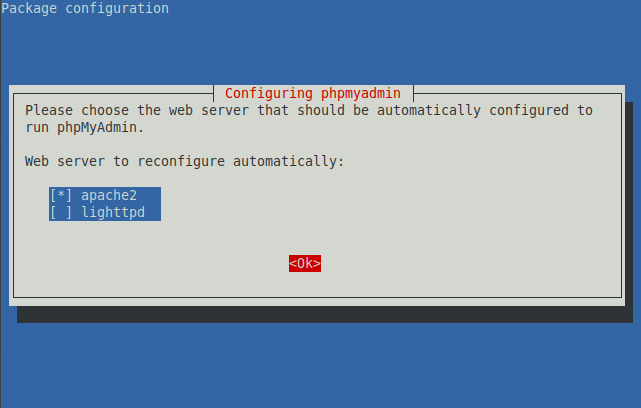 Package configuration
Configuring phpmyadmin
Please choose the web server that should be automatically configured to
run phpMyAdmin.
Web server to reconfigure automatically:
[*] apache2
[ ] lighttpd
<Ok>